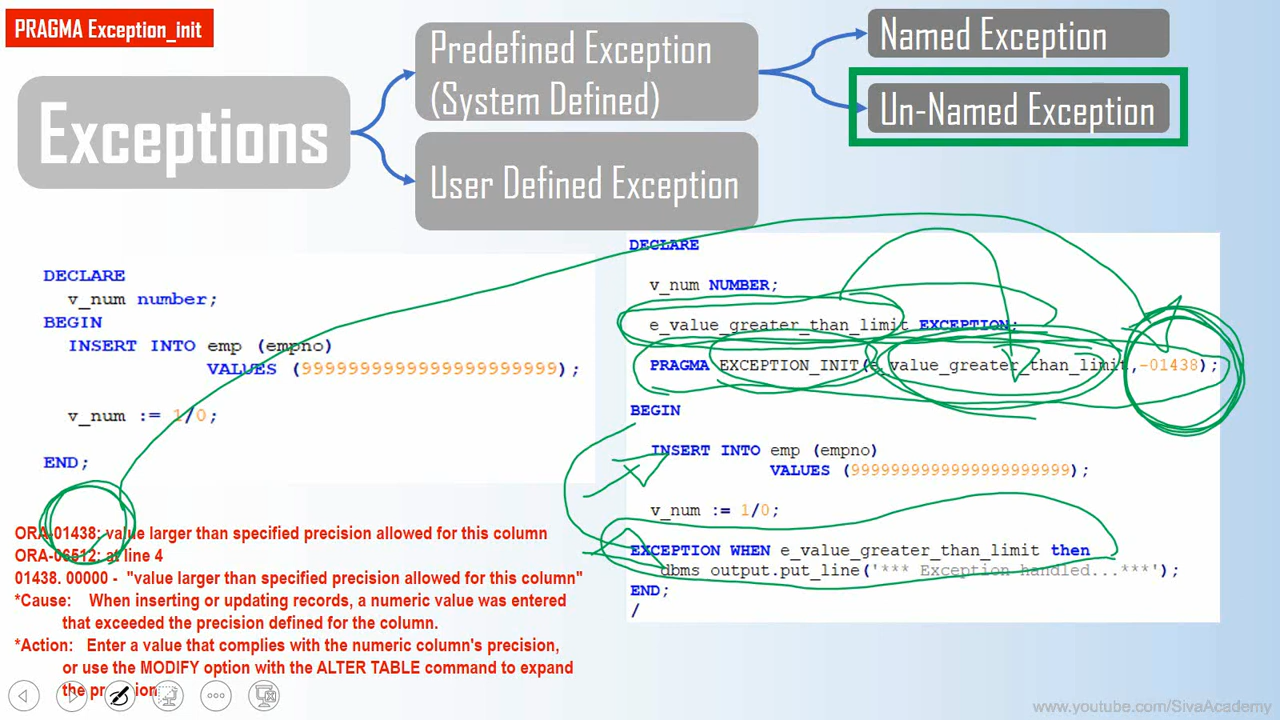 PRAGMA Exception_init
Exceptions
Predefined Exception
(System Defined)
User Defined Exception
Named Exception
Un-Named Exception
DECLARE
v_num number;
BEGIN
INSERT INTO emp (empno)
VALUES (99999999999999999999999);
v_num := 1/0;
END;
ORA-01438: value larger than specified precision allowed for this column
ORA-06512: at line 4
01438. 00000 - "value larger than specified precision allowed for this column"
*Cause: When inserting or updating records, a numeric value was entered
that exceeded the precision defined for the column.
*Action: Enter a value that complies with the numeric column's precision,
or use the MODIFY option with the ALTER TABLE command to expand
the precision
DECLARE
v_num NUMBER;
e_value_greater_than_limit EXCEPTION;
PRAGMA EXCEPTION_INIT(e_value_greater_than_limit,-01438);
BEGIN
INSERT INTO emp (empno)
VALUES (99999999999999999999999);
v_num := 1/0;
EXCEPTION WHEN e_value_greater_than_limit then
dbms output.put_line('*** Exception handled...***');
END;
/
www.youtube.com/SivaAcademy